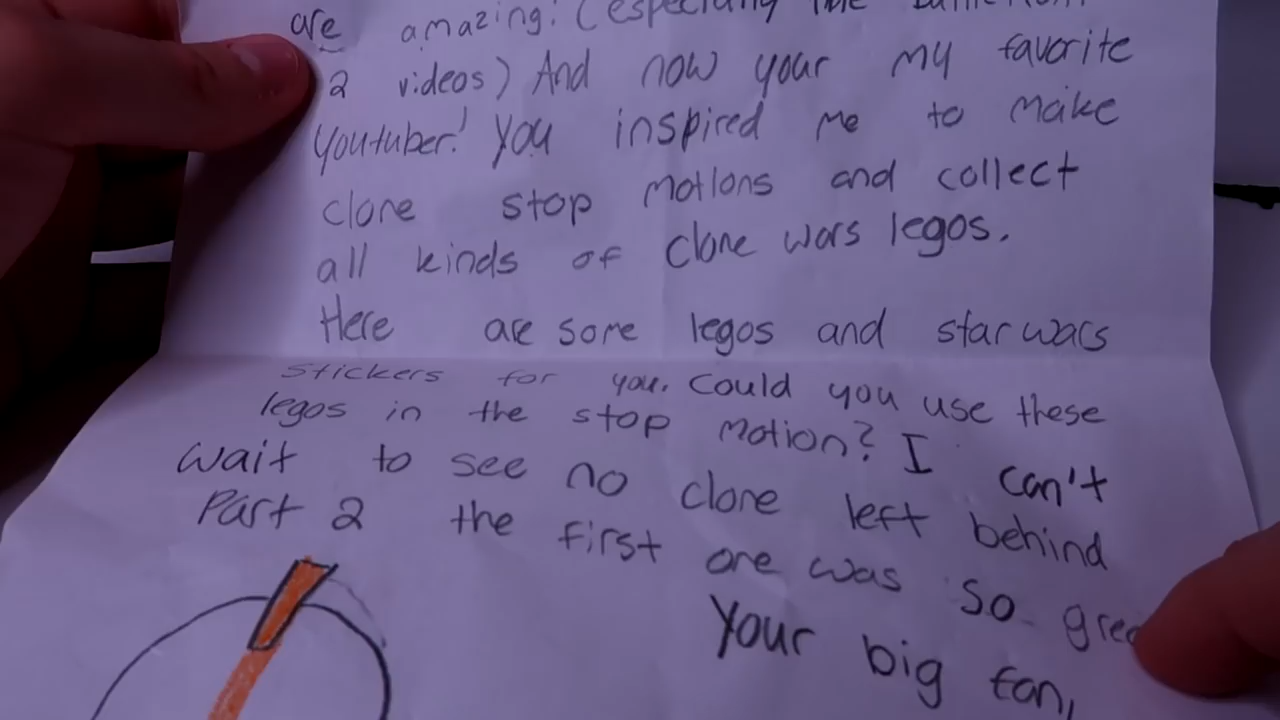 are amazing! (especially the
2 videos) And now your my favorite
Youtuber! You inspired me to make
clone stop motions and collect
all kinds of clone wars legos.
Here are some legos and star wars
stickers for you. Could you use these
legos in the stop motion? I can't
wait to see no clone left behind
Part 2 the first one was so
Your big fan,